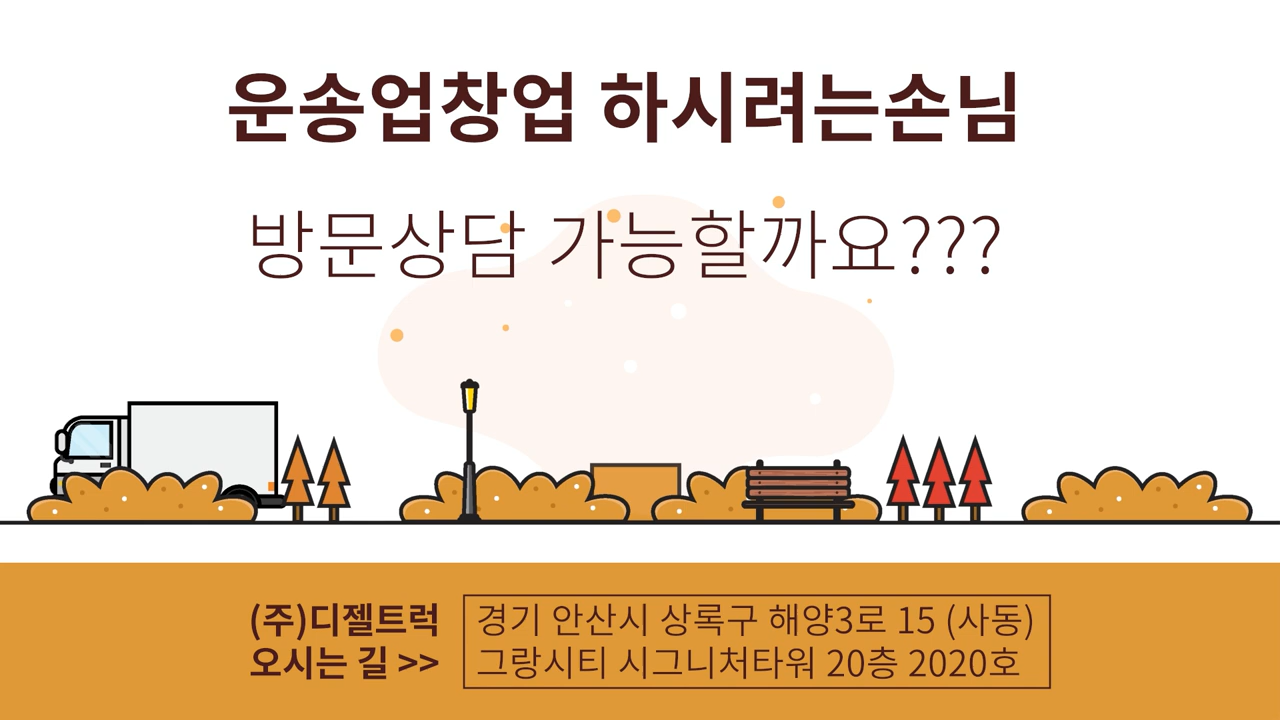 운송업창업 하시려는손님
방문상담 가능할까요???
(주)디젤트럭
오시는 길 >>
경기 안산시 상록구 해양3로 15 (사동)
그랑시티 시그니처타워 20층 2020호